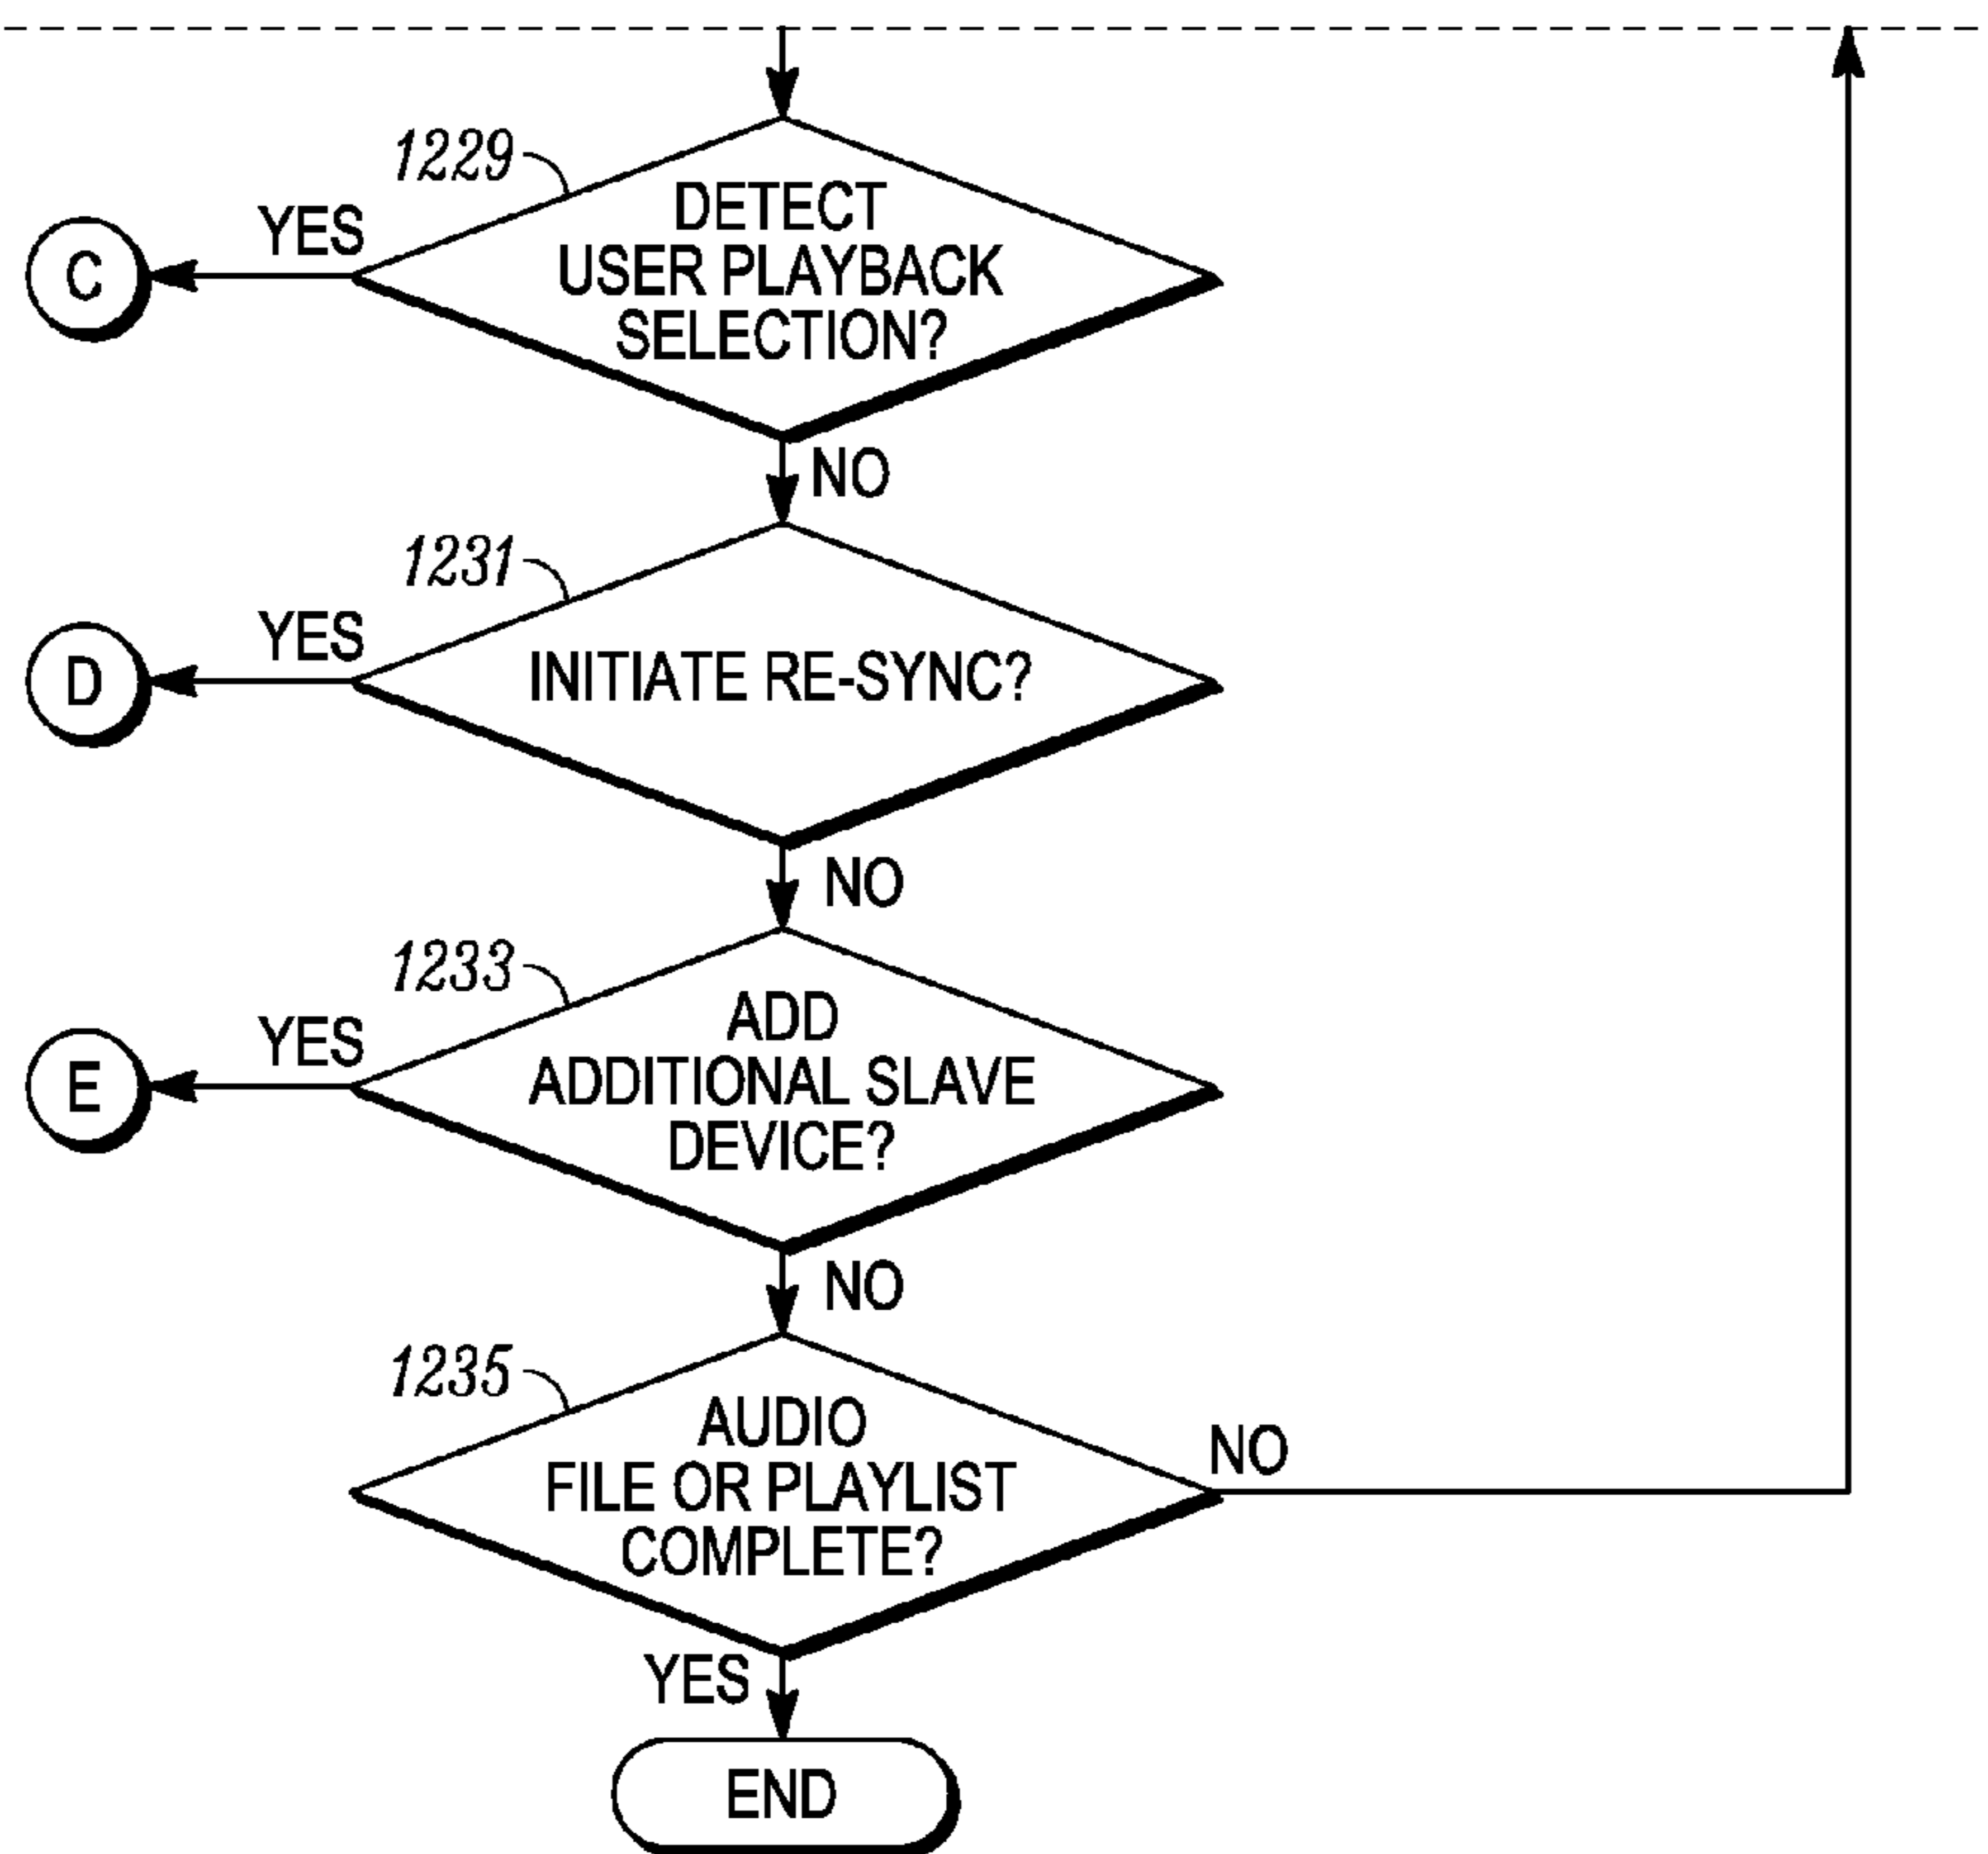 1229
DETECT
USER PLAYBACK
SELECTION?
YES
C
NO
1231
INITIATE RE-SYNC?
YES
D
NO
1233
ADD
ADDITIONAL SLAVE
DEVICE?
YES
E
NO
1235
AUDIO
FILE OR PLAYLIST
COMPLETE?
NO
YES
END